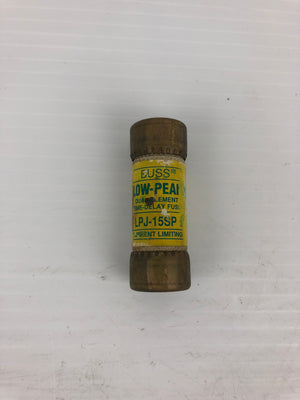 BUSS®
LOW-PEAK
DUAL-ELEMENT
TIME-DELAY FUSE
LPJ-15SP
CURRENT LIMITING